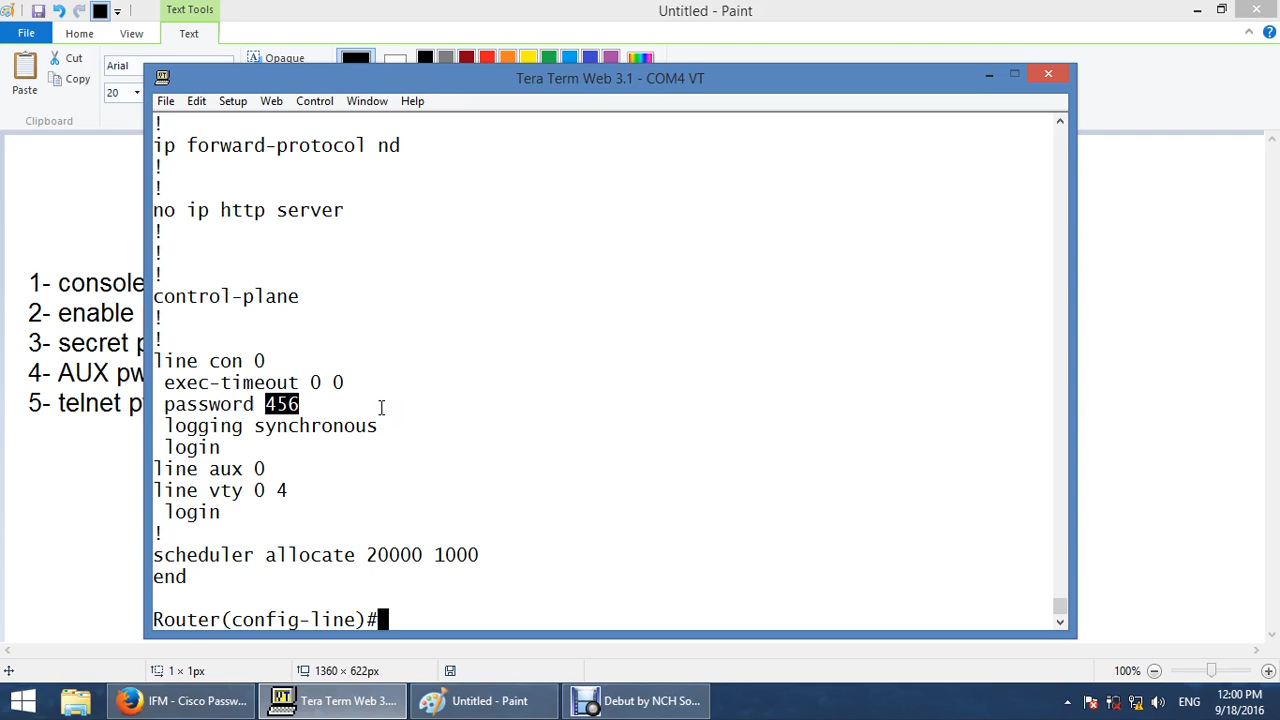 Text Tools
Untitled - Paint
File
Home
View
Text
Paste
Cut
Copy
Clipboard
Arial
20
Opaque
Tera Term Web 3.1 - COM4 VT
File Edit Setup Web Control Window Help
!
ip forward-protocol nd
!
!
no ip http server
!
!
!
control-plane
!
!
line con 0
exec-timeout 0 0
password 456
logging synchronous
login
line aux 0
line vty 0 4
login
!
scheduler allocate 20000 1000
end
Router(config-line)#
1- console
2- enable
3- secret p
4- AUX pw
5- telnet p
1 × 1px
1360 × 622px
100%
IFM - Cisco Passw...
Tera Term Web 3....
Untitled - Paint
Debut by NCH So...
ENG
12:00 PM
9/18/2016